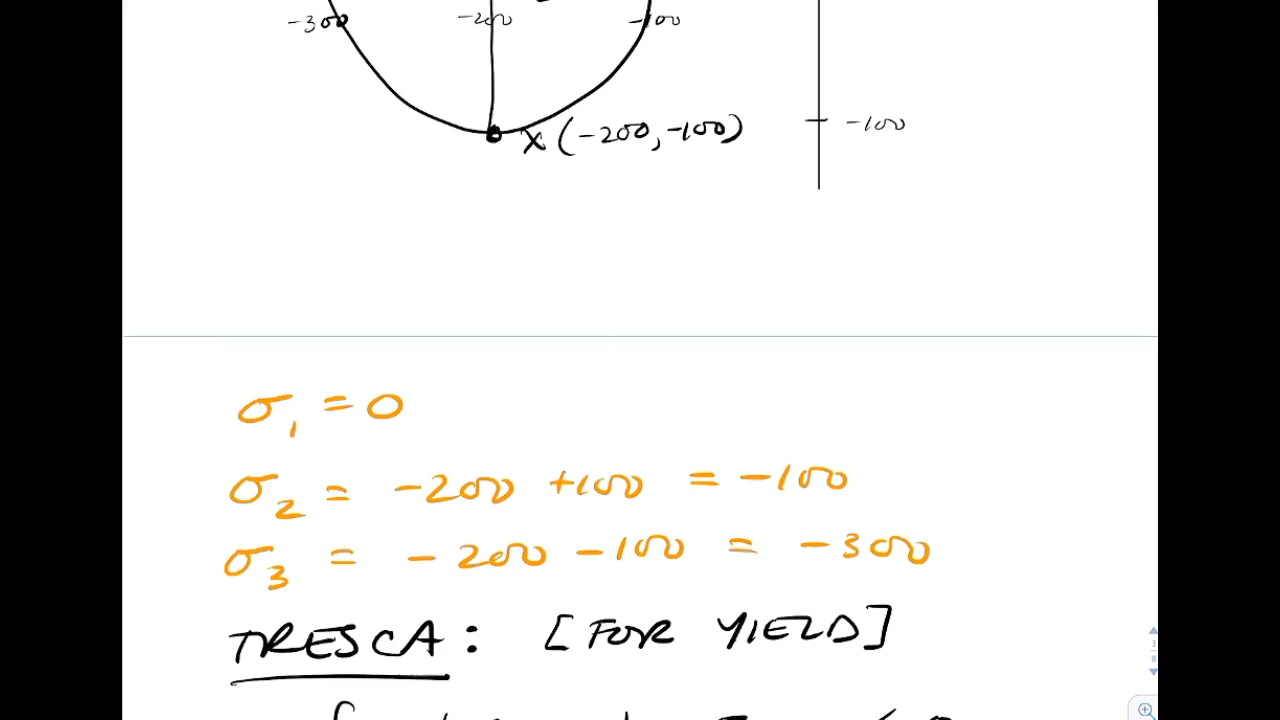 -300 -200 -100
X (-200, -100) -100
σ₁ = 0
σ₂ = -200 +100 = -100
σ₃ = -200 -100 = -300
TRESCA : [FOR YIELD]